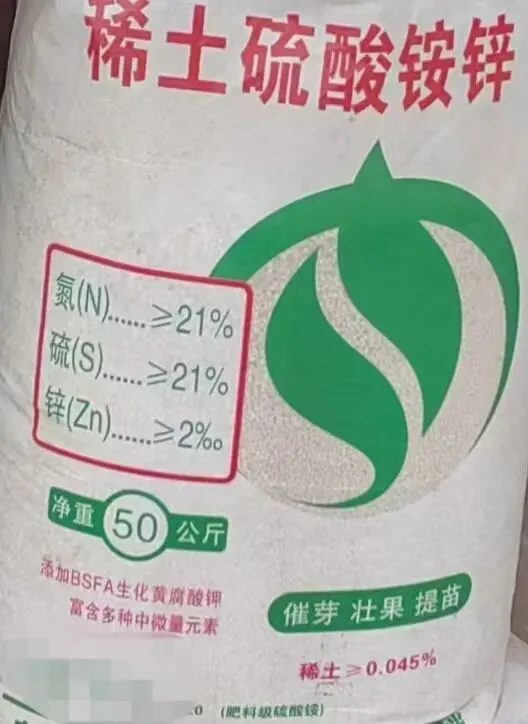 稀土硫酸铵锌
氮(N)......≥21%
硫(S)......≥21%
锌(Zn)......≥2‰
净重 50 公斤
添加BSFA生化黄腐酸钾
富含多种中微量元素
催芽 壮果 提苗
稀土≥0.045%
(肥料级硫酸铵)